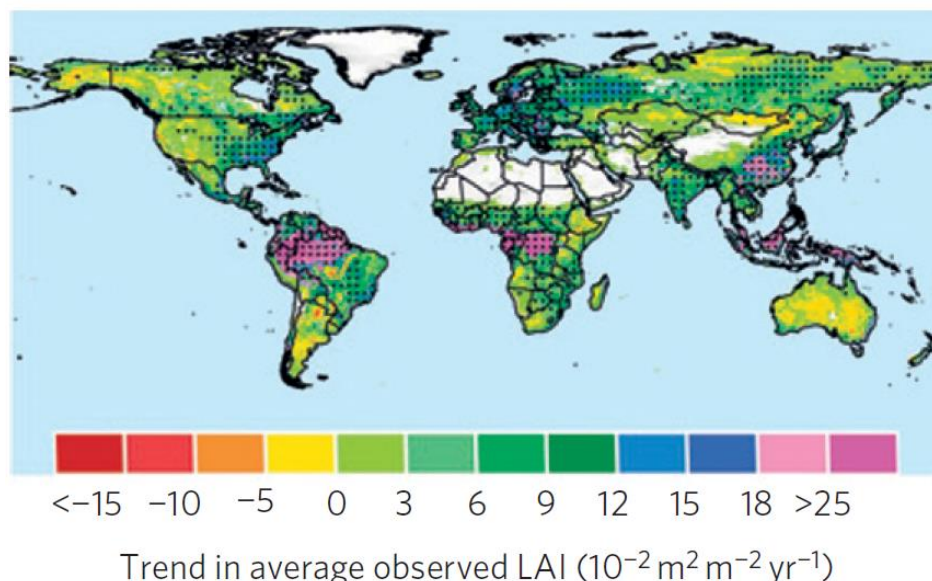 <−15 −10 −5 0 3 6 9 12 15 18 >25
Trend in average observed LAI (10⁻² m² m⁻² yr⁻¹)